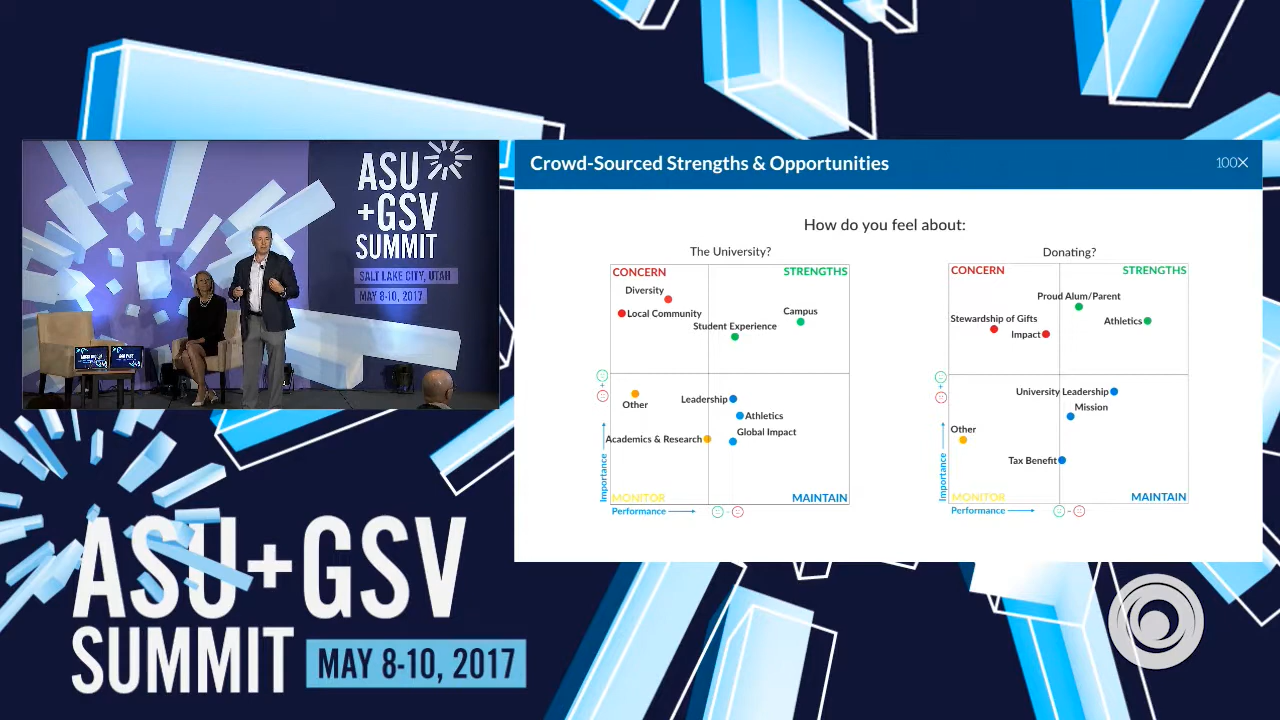 ASU
+GSV
SUMMIT
SALT LAKE CITY, UTAH
MAY 8-10, 2017
Crowd-Sourced Strengths & Opportunities
100X
How do you feel about:
The University?
CONCERN
STRENGTHS
Diversity
Local Community
Campus
Student Experience
Other
Leadership
Athletics
Global Impact
Academics & Research
MONITOR
MAINTAIN
Importance
Performance
Donating?
CONCERN
STRENGTHS
Proud Alum/Parent
Stewardship of Gifts
Athletics
Impact
University Leadership
Mission
Other
Tax Benefit
MONITOR
MAINTAIN
Importance
Performance
ASU+GSV
SUMMIT
MAY 8-10, 2017